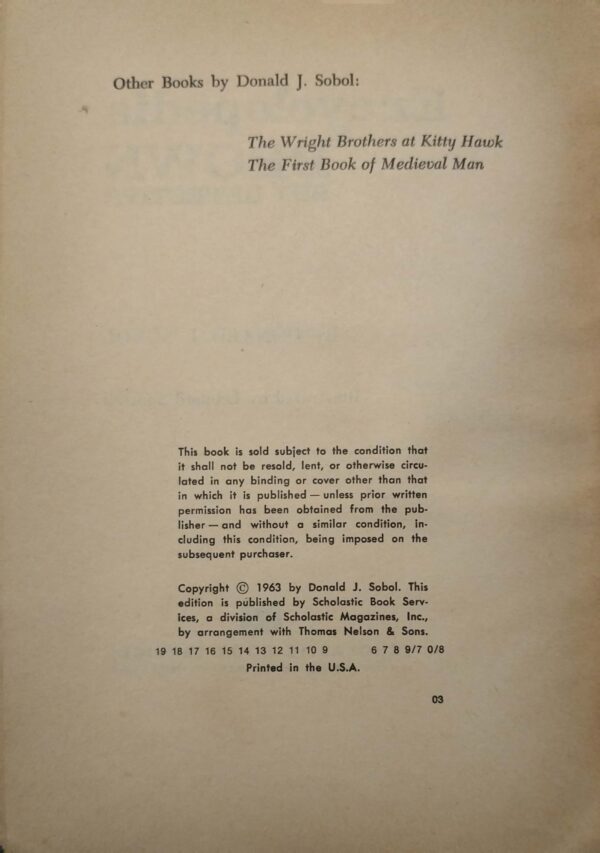 Other Books by Donald J. Sobol:
The Wright Brothers at Kitty Hawk
The First Book of Medieval Man
This book is sold subject to the condition that
it shall not be resold, lent, or otherwise circu-
lated in any binding or cover other than that
in which it is published — unless prior written
permission has been obtained from the pub-
lisher — and without a similar condition, in-
cluding this condition, being imposed on the
subsequent purchaser.
Copyright © 1963 by Donald J. Sobol. This
edition is published by Scholastic Book Serv-
ices, a division of Scholastic Magazines, Inc.,
by arrangement with Thomas Nelson & Sons.
19 18 17 16 15 14 13 12 11 10 9 6 7 8 9/7 0/8
Printed in the U.S.A.
03